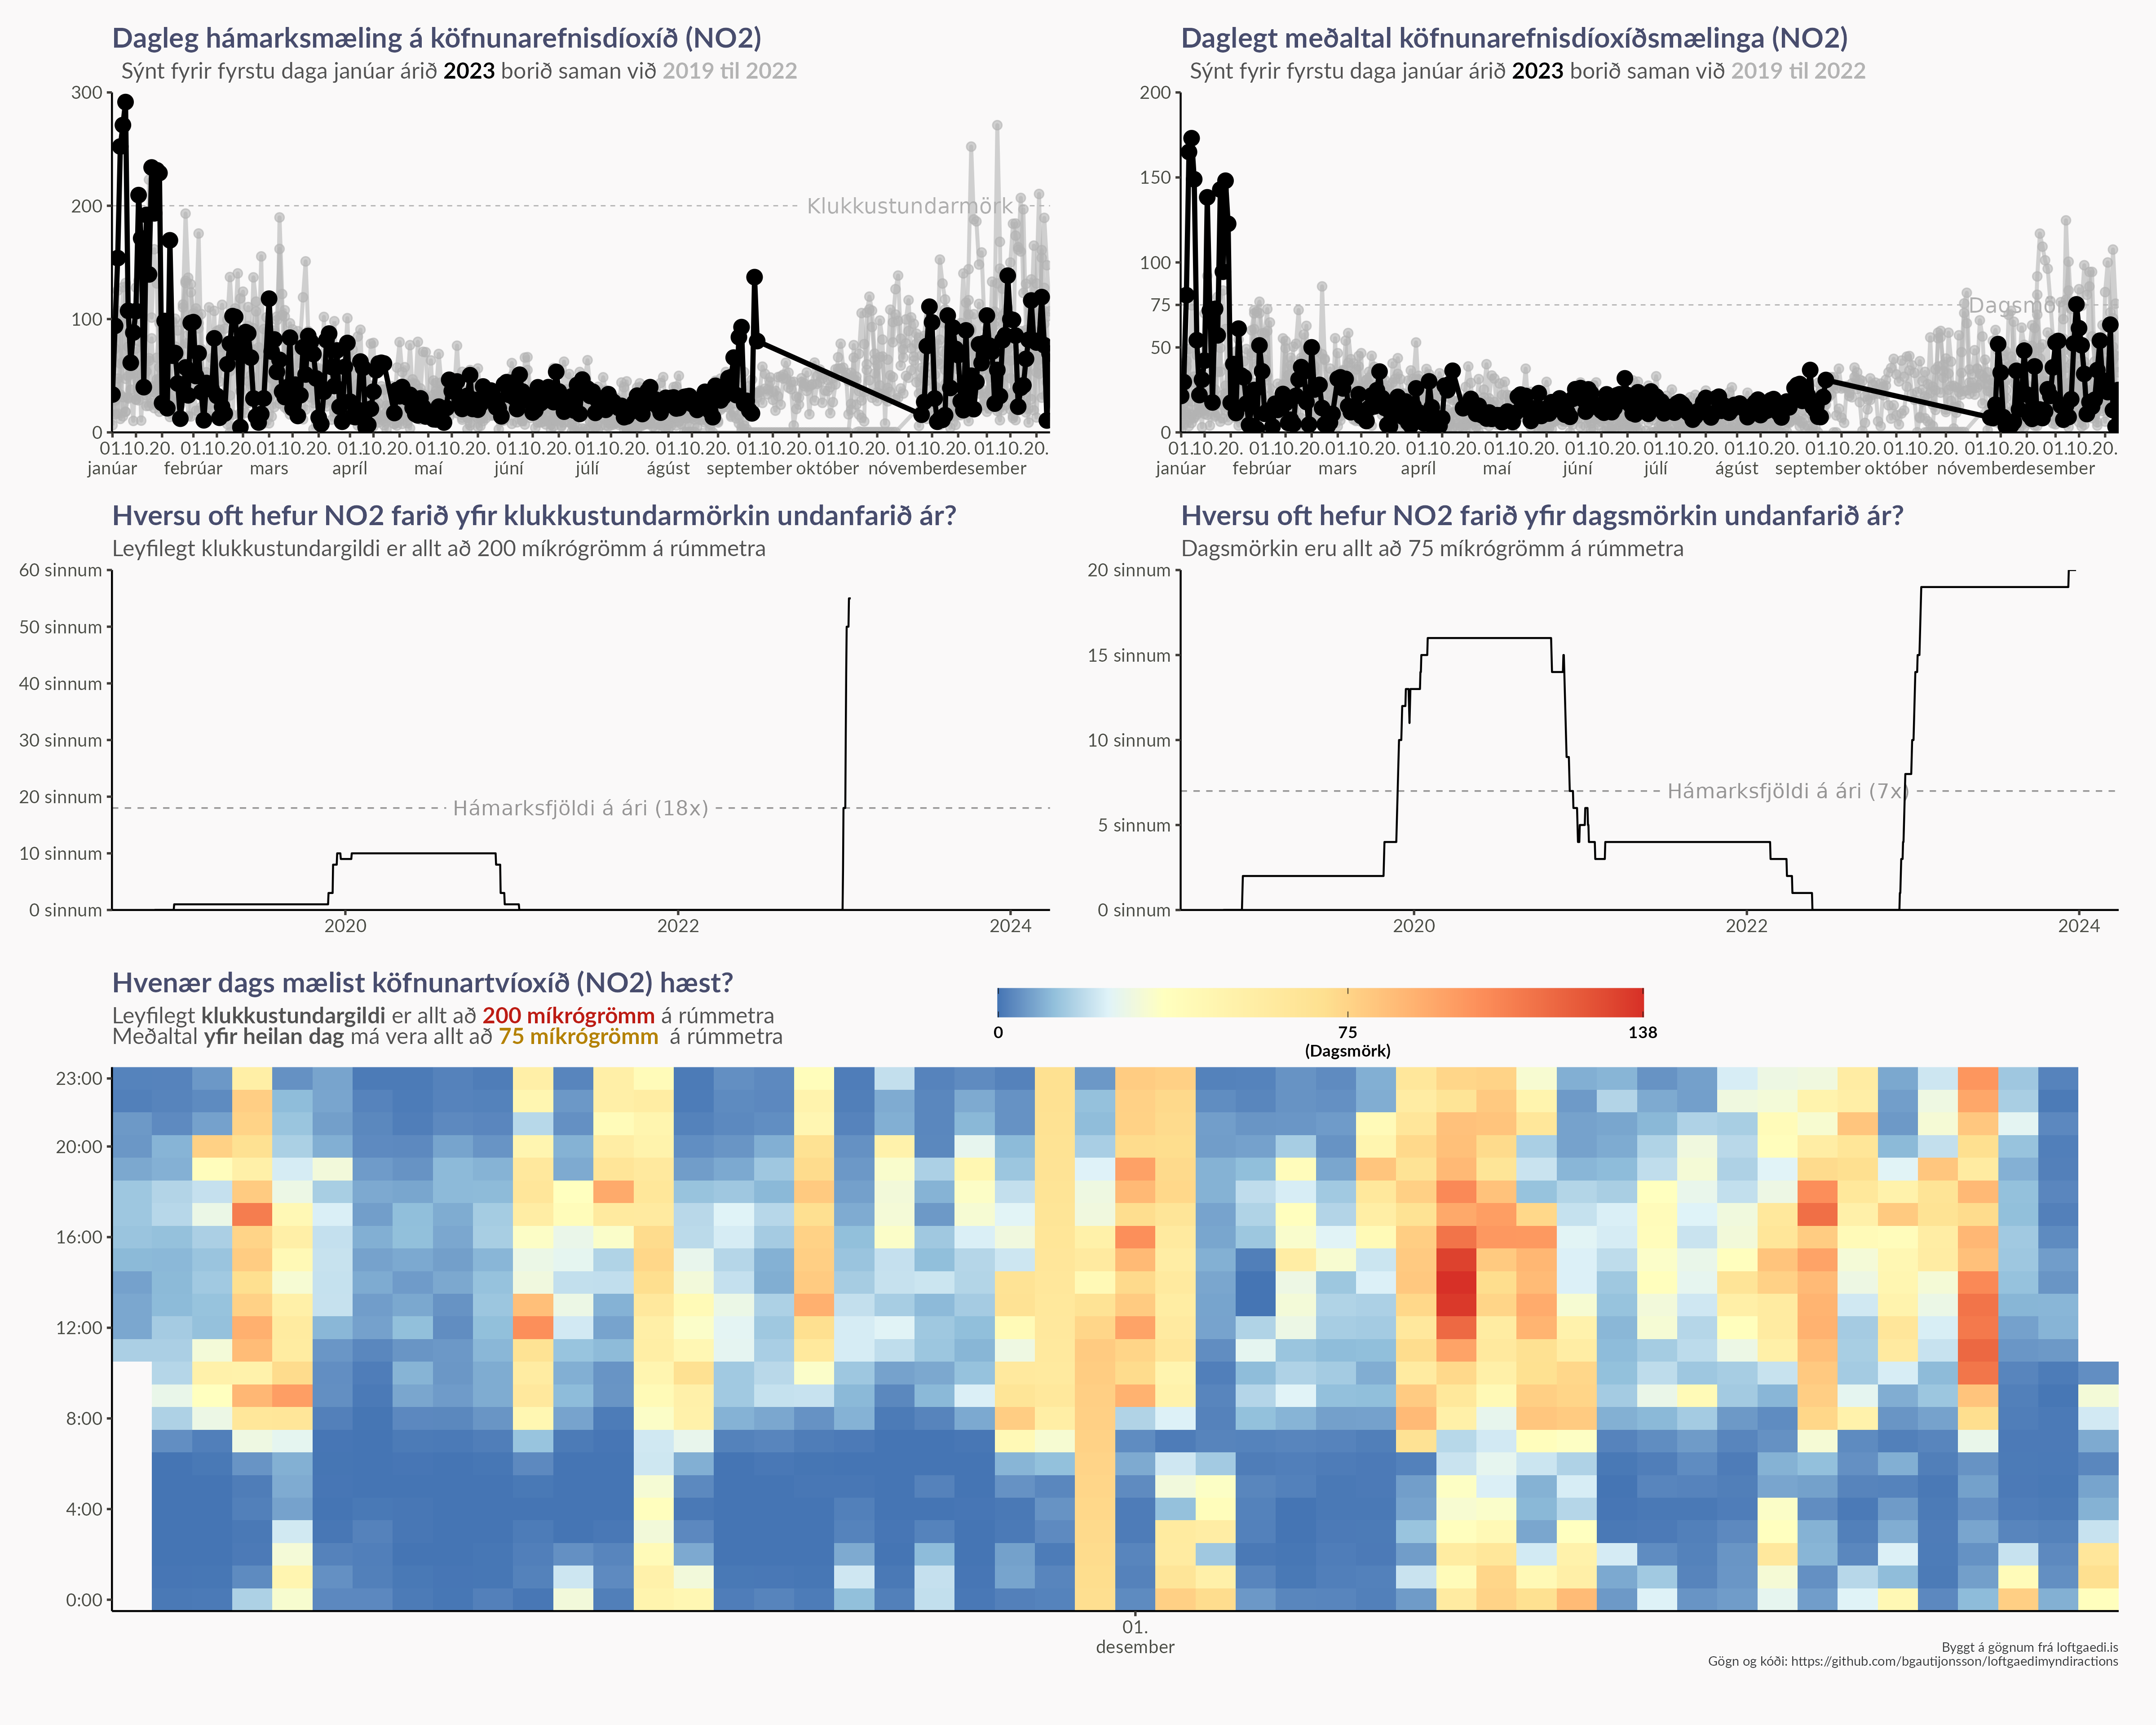 Dagleg hámarksmæling á köfnunarefnisdíoxíð (NO2)
Sýnt fyrir fyrstu daga janúar árið 2023 borið saman við 2019 til 2022
300
200
100
0
Klukkustundarmörk
01.10.20. 01.10.20. 01.10.20. 01.10.20. 01.10.20. 01.10.20. 01.10.20. 01.10.20. 01.10.20. 01.10.20. 01.10.20. 01.10.20.
janúar febrúar mars apríl maí júní júlí ágúst september október nóvember desember
Daglegt meðaltal köfnunarefnisdíoxíðsmælinga (NO2)
Sýnt fyrir fyrstu daga janúar árið 2023 borið saman við 2019 til 2022
200
150
100
75
50
0
01.10.20. 01.10.20. 01.10.20. 01.10.20. 01.10.20. 01.10.20. 01.10.20. 01.10.20. 01.10.20. 01.10.20. 01.10.20. 01.10.20.
janúar febrúar mars apríl maí júní júlí ágúst september október nóvember desember
Hversu oft hefur NO2 farið yfir klukkustundarmörkin undanfarið ár?
Leyfilegt klukkustundargildi er allt að 200 míkrógrömm á rúmmetra
60 sinnum
50 sinnum
40 sinnum
30 sinnum
20 sinnum
10 sinnum
0 sinnum
Hámarksfjöldi á ári (18x)
2020 2022 2024
Hversu oft hefur NO2 farið yfir dagsmörkin undanfarið ár?
Dagsmörkin eru allt að 75 míkrógrömm á rúmmetra
20 sinnum
15 sinnum
10 sinnum
5 sinnum
0 sinnum
Hámarksfjöldi á ári (7x)
2020 2022 2024
Hvenær dags mælist köfnunartvíoxíð (NO2) hæst?
Leyfilegt klukkustundargildi er allt að 200 míkrógrömm á rúmmetra
Meðaltal yfir heilan dag má vera allt að 75 míkrógrömm á rúmmetra
0 75 138
(Dagsmörk)
23:00
20:00
16:00
12:00
8:00
4:00
0:00
01.
desember
Byggt á gögnum frá loftgaedi.is
Gögn og kóði: https://github.com/bgautijonsson/loftgaedimyndiractions